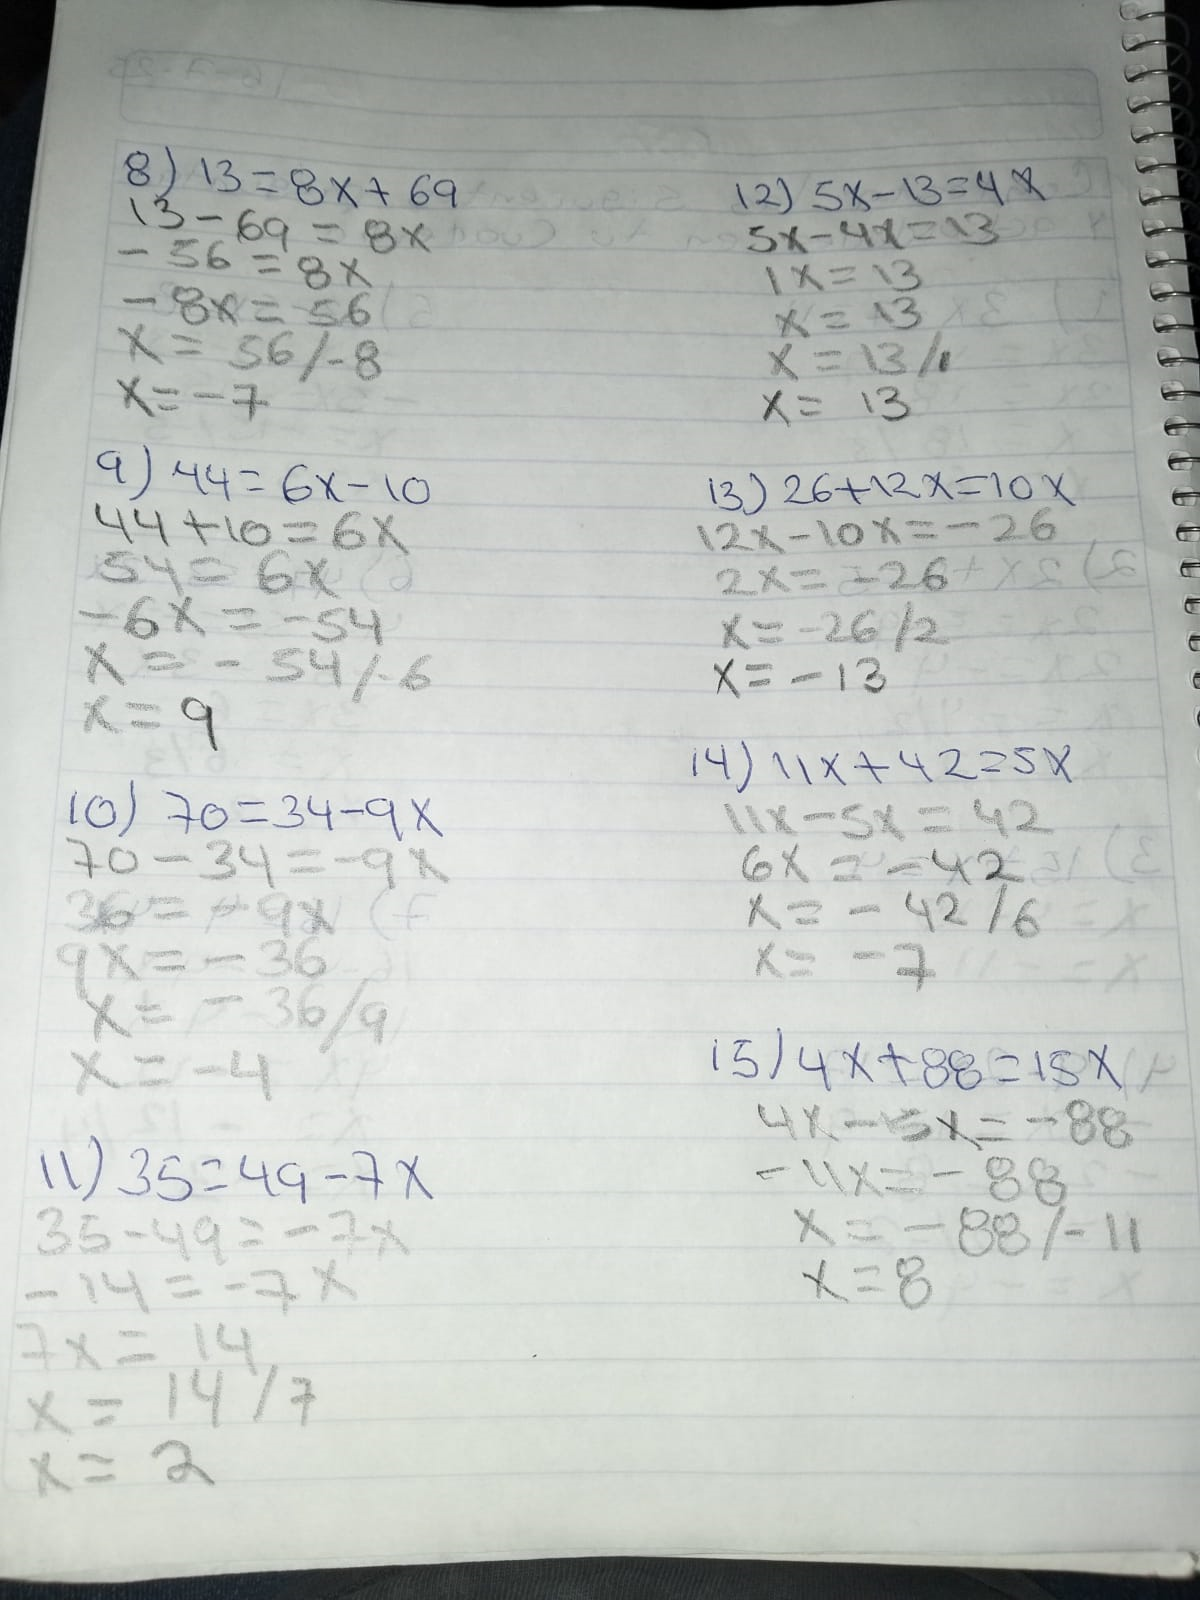 8) 13=8x+69
13-69=8x
-56=8x
-8x=56
x=56/-8
x=-7
9) 44=6x-10
44+10=6x
54=6x
-6x=-54
x=-54/-6
x=9
10) 70=34-9x
70-34=-9x
36=-9x
9x=-36
x=-36/9
x=-4
11) 35=49-7x
35-49=-7x
-14=-7x
7x=14
x=14/7
x=2
12) 5x-13=4x
5x-4x=13
1x=13
x=13
x=13/1
x=13
13) 26+12x=10x
12x-10x=-26
2x=-26
x=-26/2
x=-13
14) 11x+42=5x
11x-5x=42
6x=-42
x=-42/6
x=-7
15) 4x+88=15x
4x-15x=-88
-11x=-88
x=-88/-11
x=8